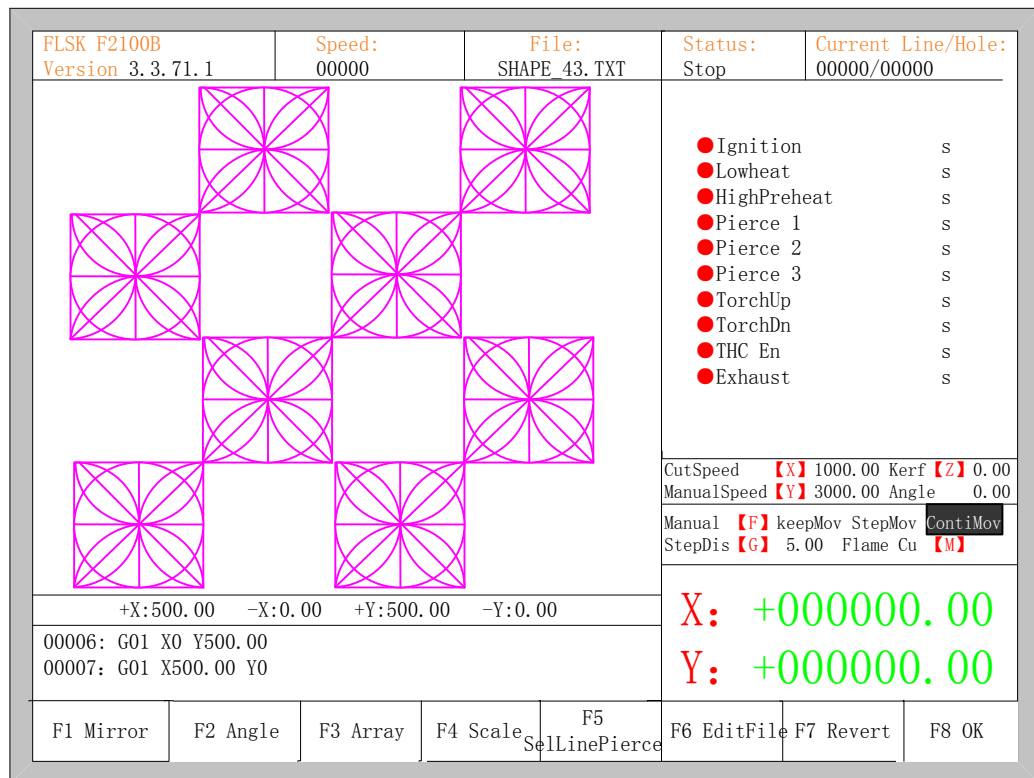 FLSK F2100B Speed: File: Status: Current Line/Hole:
Version 3.3.71.1 00000 SHAPE_43.TXT Stop 00000/00000
Ignition s
Lowheat s
HighPreheat s
Pierce 1 s
Pierce 2 s
Pierce 3 s
TorchUp s
TorchDn s
THC En s
Exhaust s
CutSpeed 【X】 1000.00 Kerf 【Z】 0.00
ManualSpeed 【Y】 3000.00 Angle 0.00
Manual 【F】 keepMov StepMov ContiMov
StepDis 【G】 5.00 Flame Cu 【M】
+X:500.00 -X:0.00 +Y:500.00 -Y:0.00
00006: G01 X0 Y500.00
00007: G01 X500.00 Y0
X: +000000.00
Y: +000000.00
F1 Mirror F2 Angle F3 Array F4 Scale F5 SelLinePierce F6 EditFile F7 Revert F8 OK